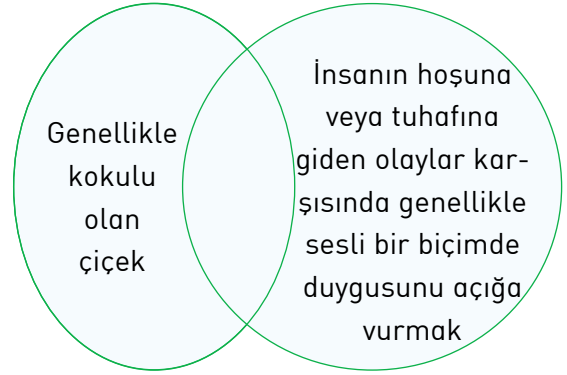 Genellikle
kokulu
olan
çiçek
İnsanın hoşuna
veya tuhafına
giden olaylar kar-
şısında genellikle
sesli bir biçimde
duygusunu açığa
vurmak